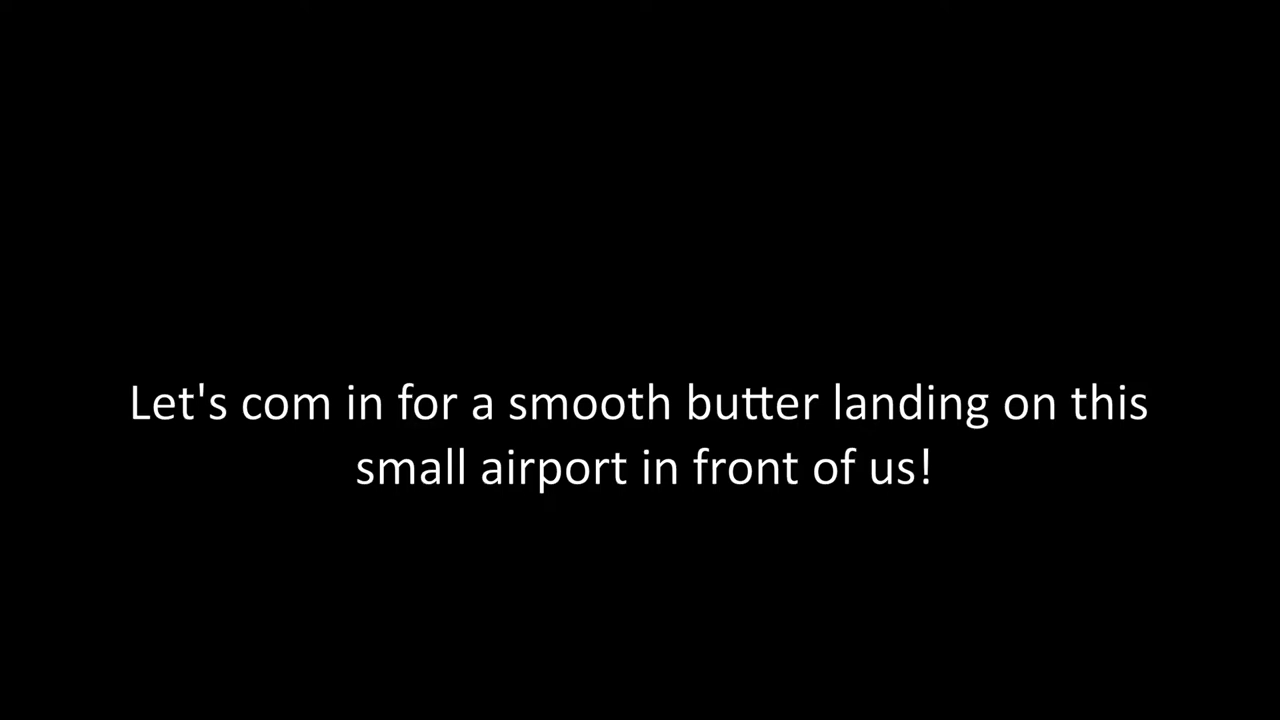 Let's com in for a smooth butter landing on this
small airport in front of us!